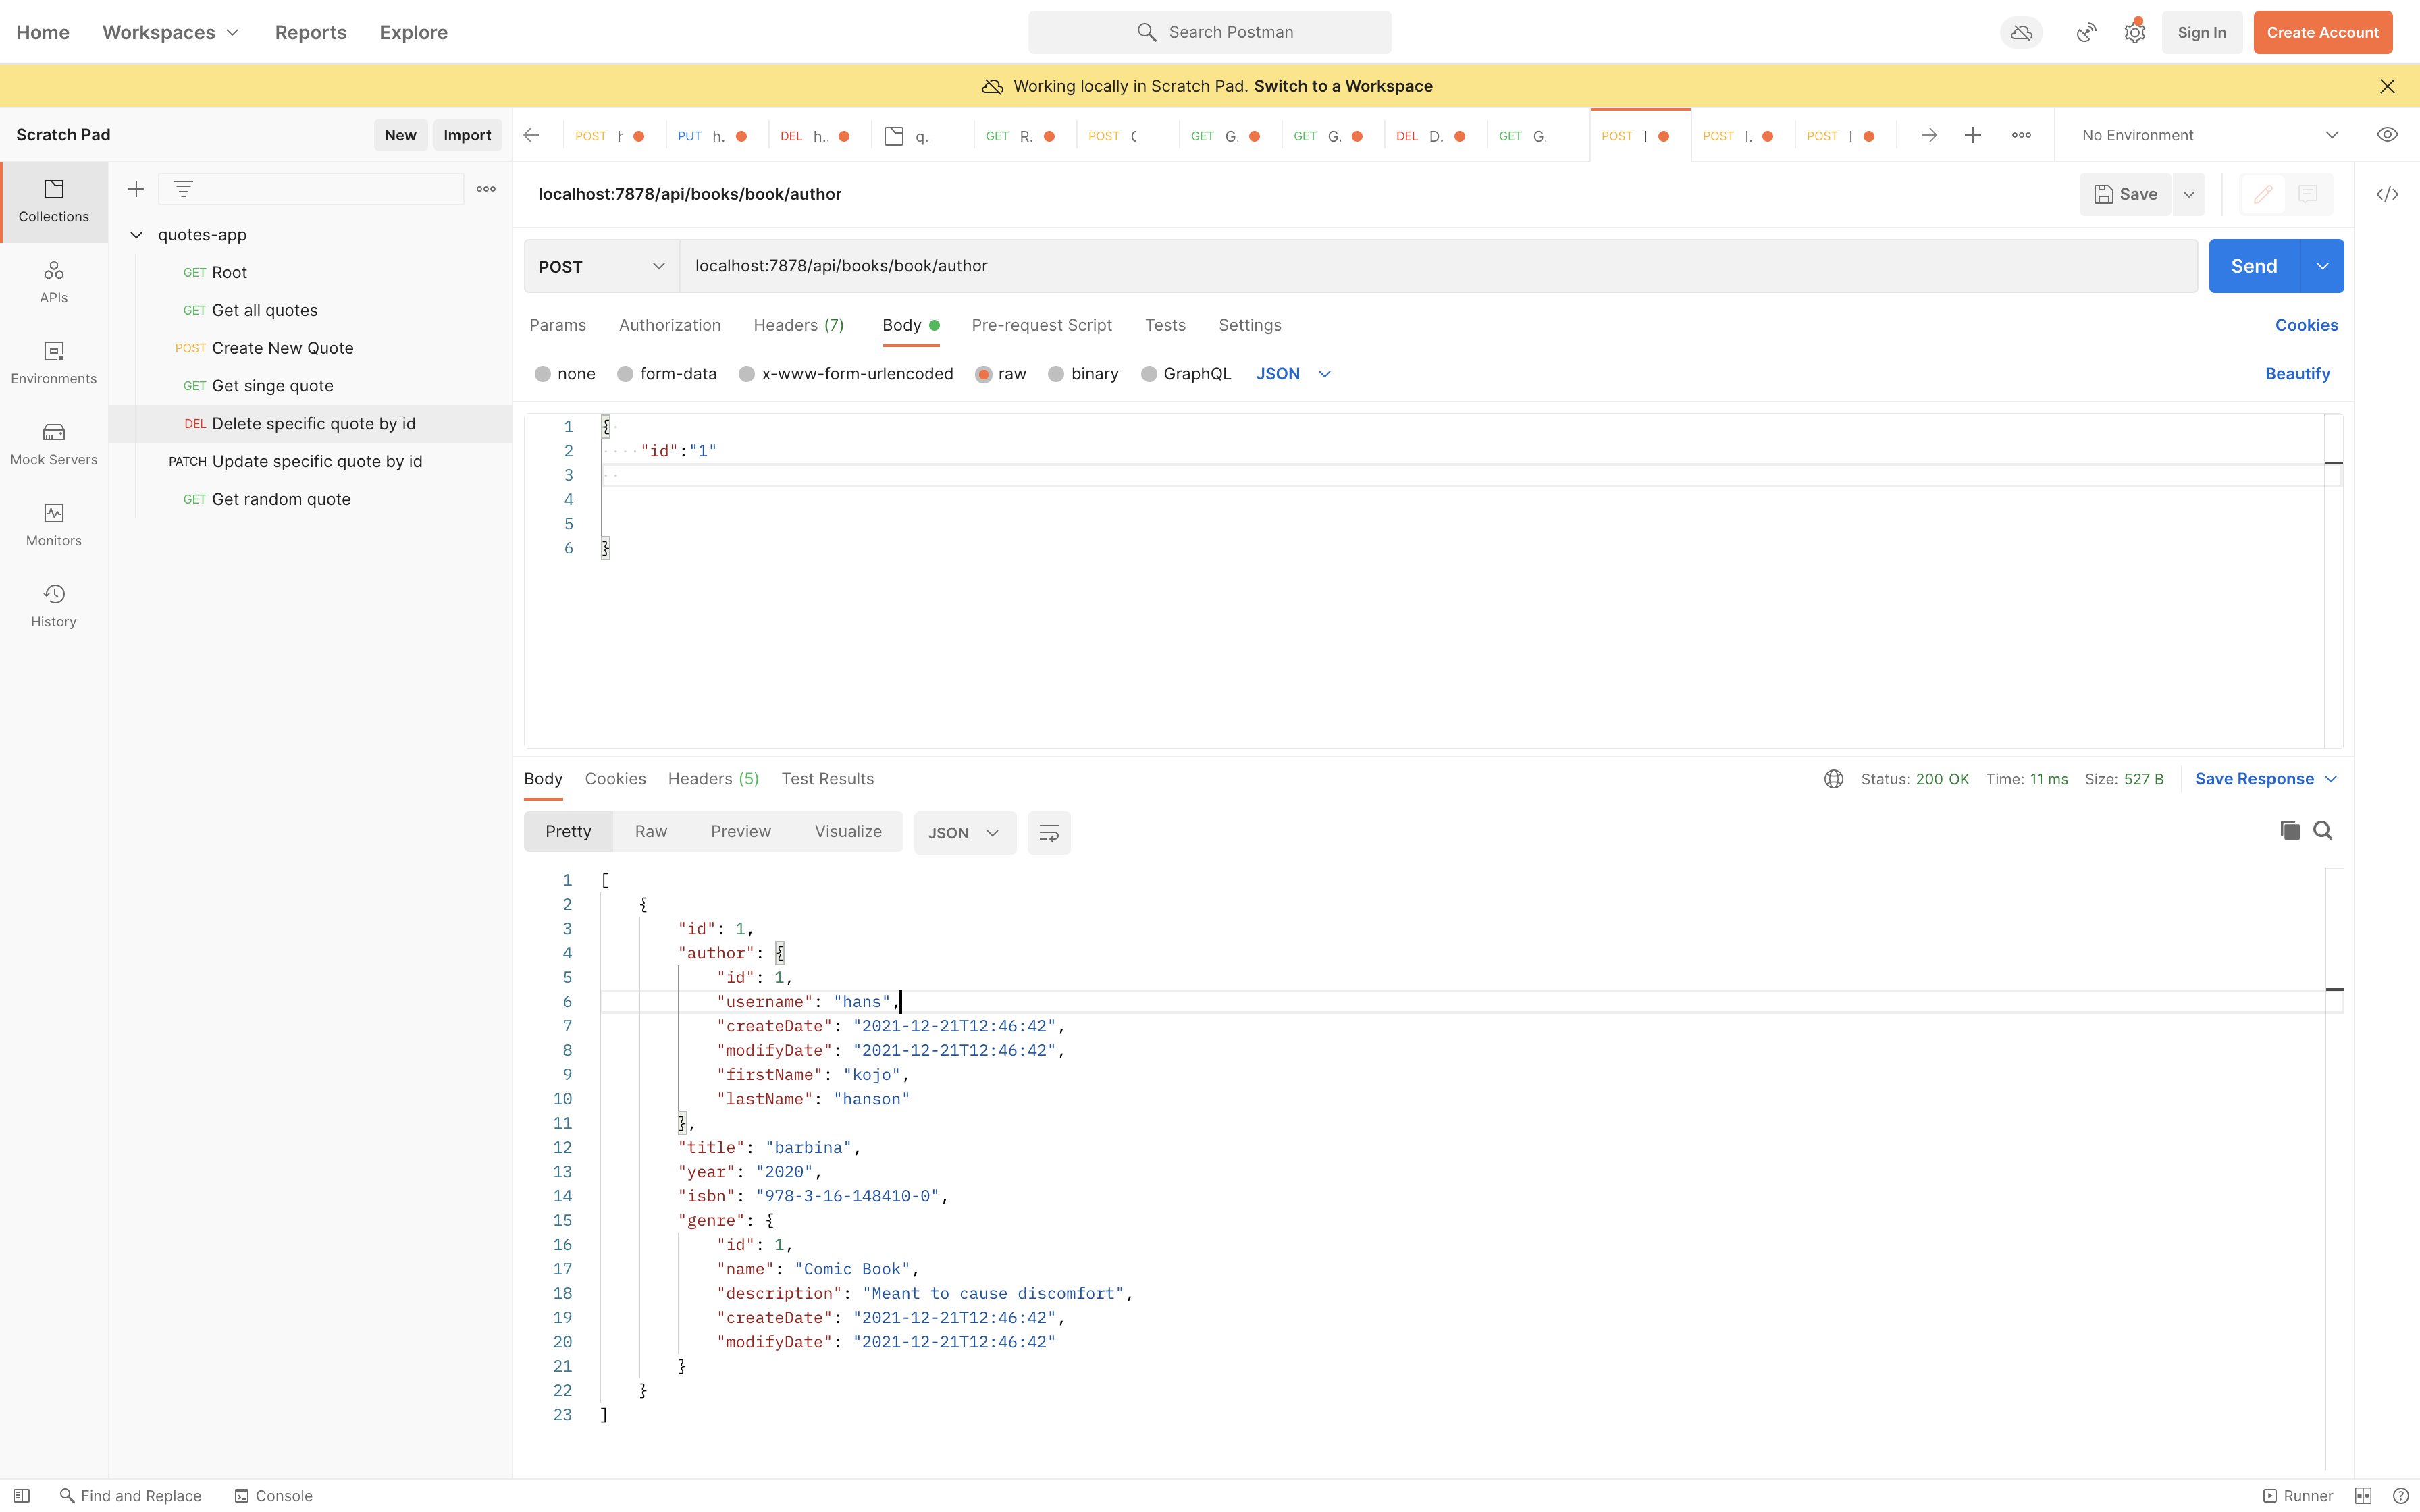 Home Workspaces Reports Explore Search Postman Sign In Create Account
Working locally in Scratch Pad. Switch to a Workspace
Scratch Pad New Import
POST h PUT h. DEL h. q.. GET R. POST GET G. GET G. DEL D. GET G. POST POST l. POST No Environment
Collections
APIs
Environments
Mock Servers
Monitors
History
quotes-app
GET Root
GET Get all quotes
POST Create New Quote
GET Get singe quote
DEL Delete specific quote by id
PATCH Update specific quote by id
GET Get random quote
localhost:7878/api/books/book/author Save
POST localhost:7878/api/books/book/author Send
Params Authorization Headers (7) Body Pre-request Script Tests Settings Cookies
none form-data x-www-form-urlencoded raw binary GraphQL JSON Beautify
1 {
2 "id":"1"
3
4
5
6 }
Body Cookies Headers (5) Test Results Status: 200 OK Time: 11 ms Size: 527 B Save Response
Pretty Raw Preview Visualize JSON
1 [
2 {
3 "id": 1,
4 "author": {
5 "id": 1,
6 "username": "hans",
7 "createDate": "2021-12-21T12:46:42",
8 "modifyDate": "2021-12-21T12:46:42",
9 "firstName": "kojo",
10 "lastName": "hanson"
11 },
12 "title": "barbina",
13 "year": "2020",
14 "isbn": "978-3-16-148410-0",
15 "genre": {
16 "id": 1,
17 "name": "Comic Book",
18 "description": "Meant to cause discomfort",
19 "createDate": "2021-12-21T12:46:42",
20 "modifyDate": "2021-12-21T12:46:42"
21 }
22 }
23 ]
Find and Replace Console Runner